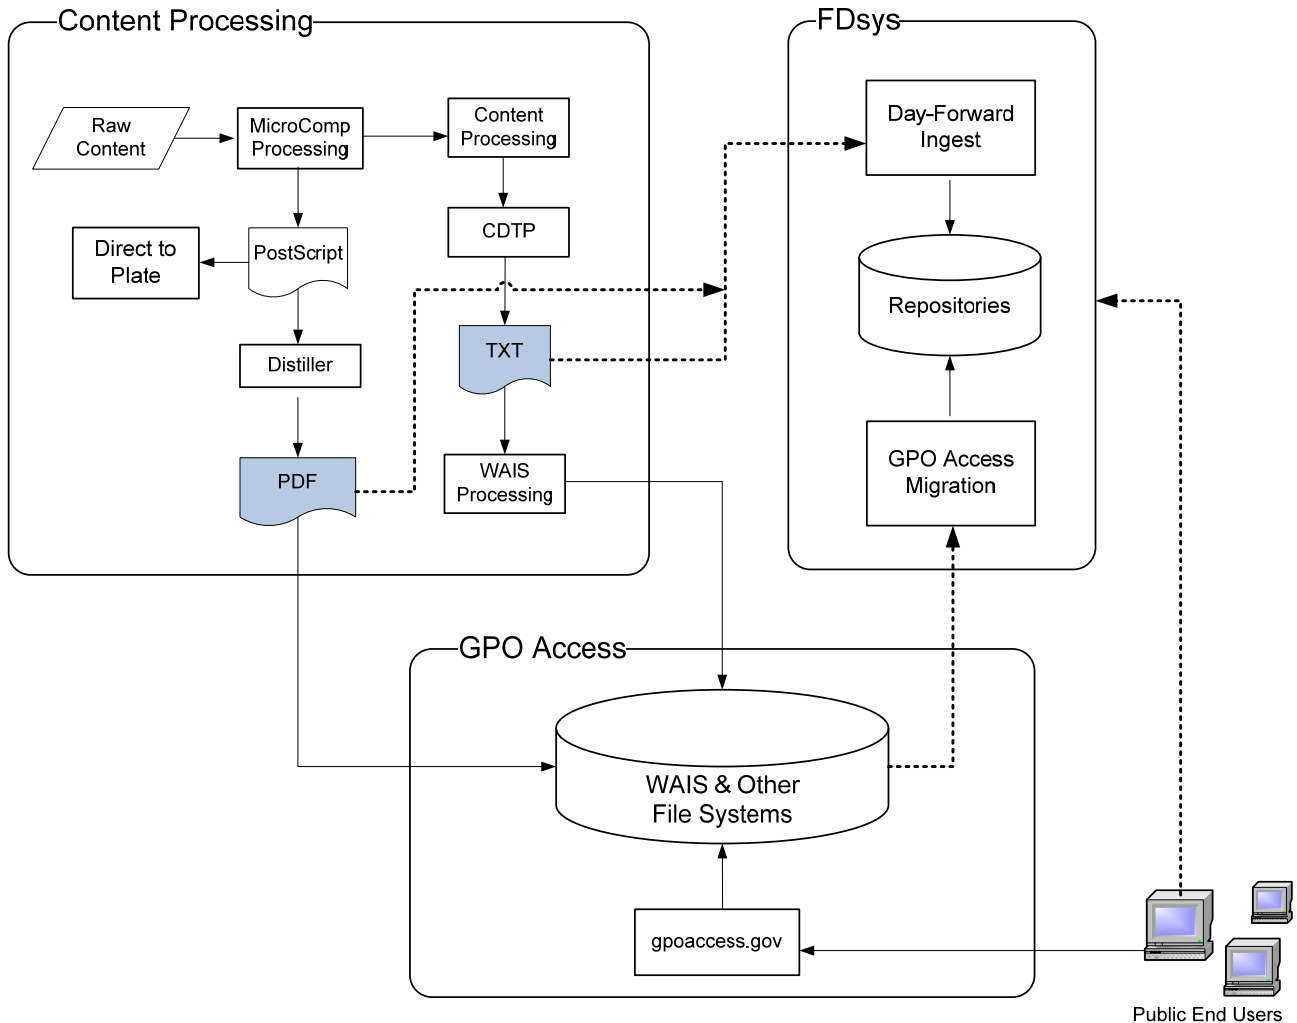 Content Processing
FDsys
Raw
Content
MicroComp
Processing
Content
Processing
Day-Forward
Ingest
Direct to
Plate
PostScript
CDTP
Repositories
Distiller
TXT
PDF
WAIS
Processing
GPO Access
Migration
GPO Access
WAIS & Other
File Systems
gpoaccess.gov
Public End Users